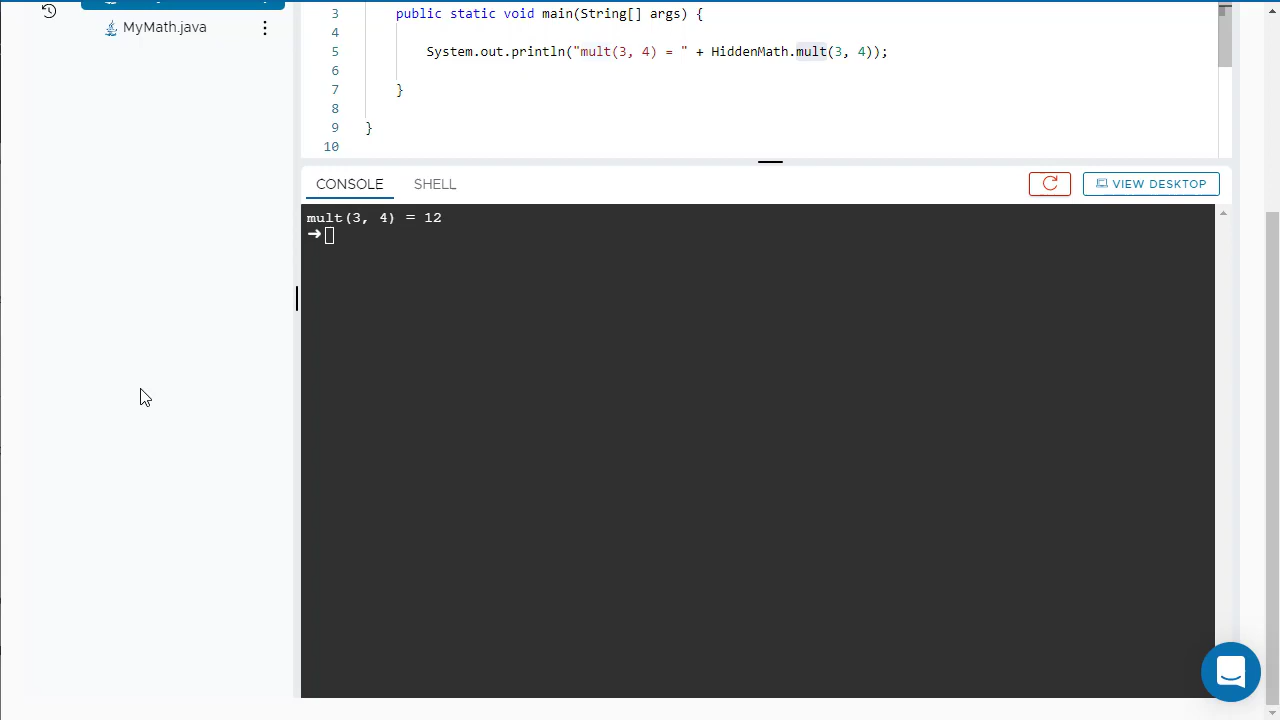 MyMath.java
3 public static void main(String[] args) {
4
5 System.out.println("mult(3, 4) = " + HiddenMath.mult(3, 4));
6
7 }
8
9 }
10
CONSOLE SHELL VIEW DESKTOP
mult(3, 4) = 12
➜